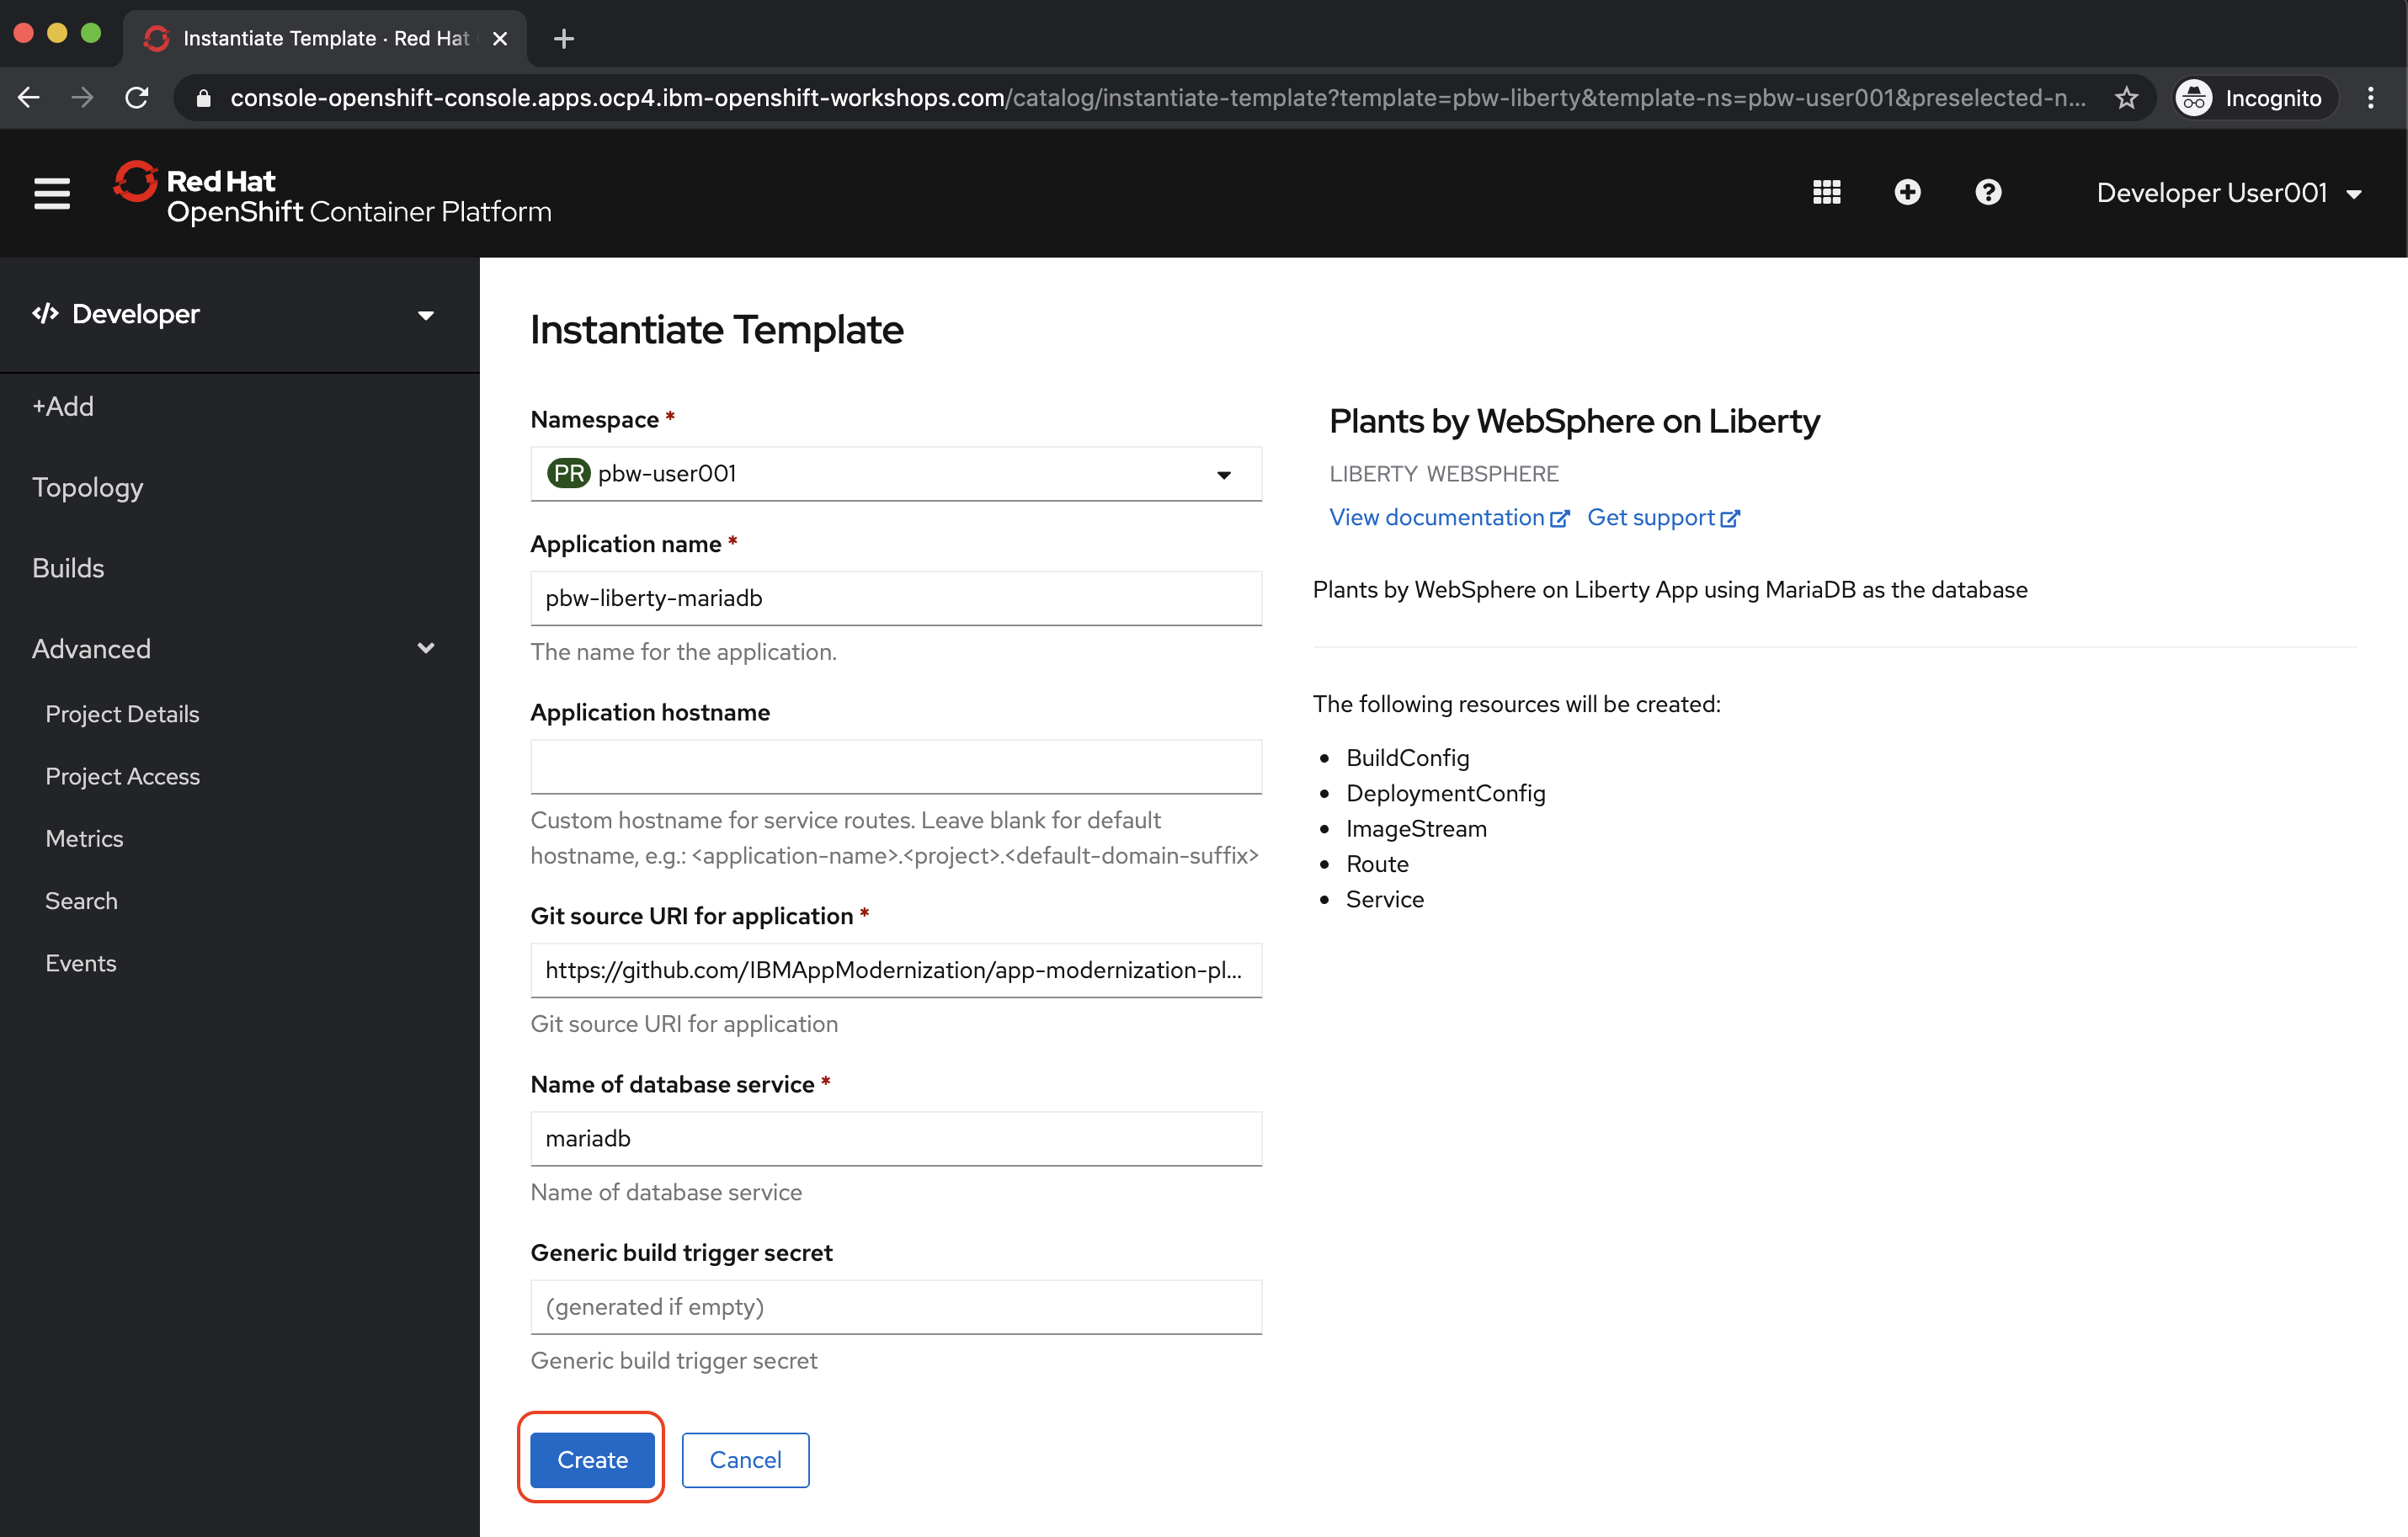 Instantiate Template · Red Hat
console-openshift-console.apps.ocp4.ibm-openshift-workshops.com/catalog/instantiate-template?template=pbw-liberty&template-ns=pbw-user001&preselected-n...
Incognito
Red Hat
OpenShift Container Platform
Developer User001
Developer
+Add
Topology
Builds
Advanced
Project Details
Project Access
Metrics
Search
Events
Instantiate Template
Namespace *
PR pbw-user001
Application name *
pbw-liberty-mariadb
The name for the application.
Application hostname
Custom hostname for service routes. Leave blank for default
hostname, e.g.: <application-name>.<project>.<default-domain-suffix>
Git source URI for application *
https://github.com/IBMAppModernization/app-modernization-pl...
Git source URI for application
Name of database service *
mariadb
Name of database service
Generic build trigger secret
(generated if empty)
Generic build trigger secret
Create Cancel
Plants by WebSphere on Liberty
LIBERTY WEBSPHERE
View documentation Get support
Plants by WebSphere on Liberty App using MariaDB as the database
The following resources will be created:
• BuildConfig
• DeploymentConfig
• ImageStream
• Route
• Service